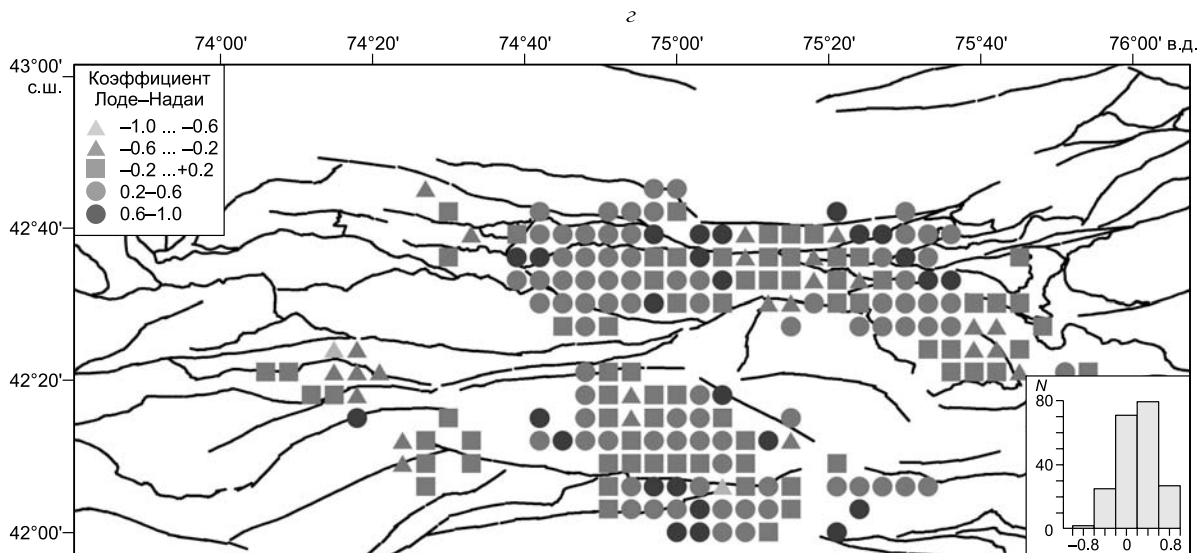 г
74°00' 74°20' 74°40' 75°00' 75°20' 75°40' 76°00' в.д.
43°00'
с.ш.
42°40'
42°20'
42°00'
Коэффициент
Лоде–Надаи
–1.0 ... –0.6
–0.6 ... –0.2
–0.2 ...+0.2
0.2–0.6
0.6–1.0
N
80
40
0
–0.8 0 0.8